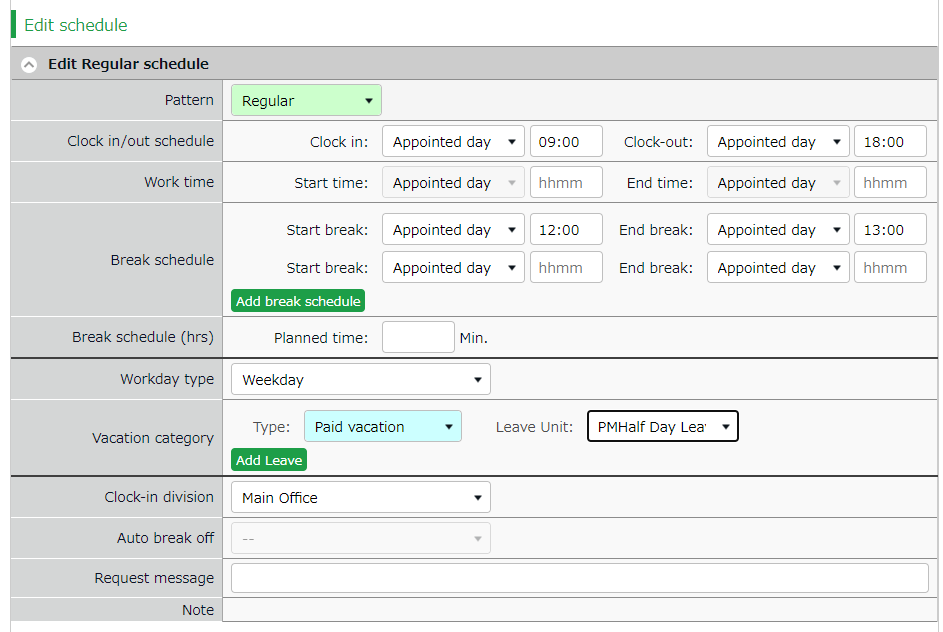 Edit schedule
Edit Regular schedule
Pattern Regular
Clock in/out schedule Clock in: Appointed day 09:00 Clock-out: Appointed day 18:00
Work time Start time: Appointed day hhmm End time: Appointed day hhmm
Start break: Appointed day 12:00 End break: Appointed day 13:00
Break schedule
Start break: Appointed day hhmm End break: Appointed day hhmm
Add break schedule
Break schedule (hrs) Planned time: Min.
Workday type Weekday
Type: Paid vacation Leave Unit: PMHalf Day Lea
Vacation category
Add Leave
Clock-in division Main Office
Auto break off --
Request message
Note